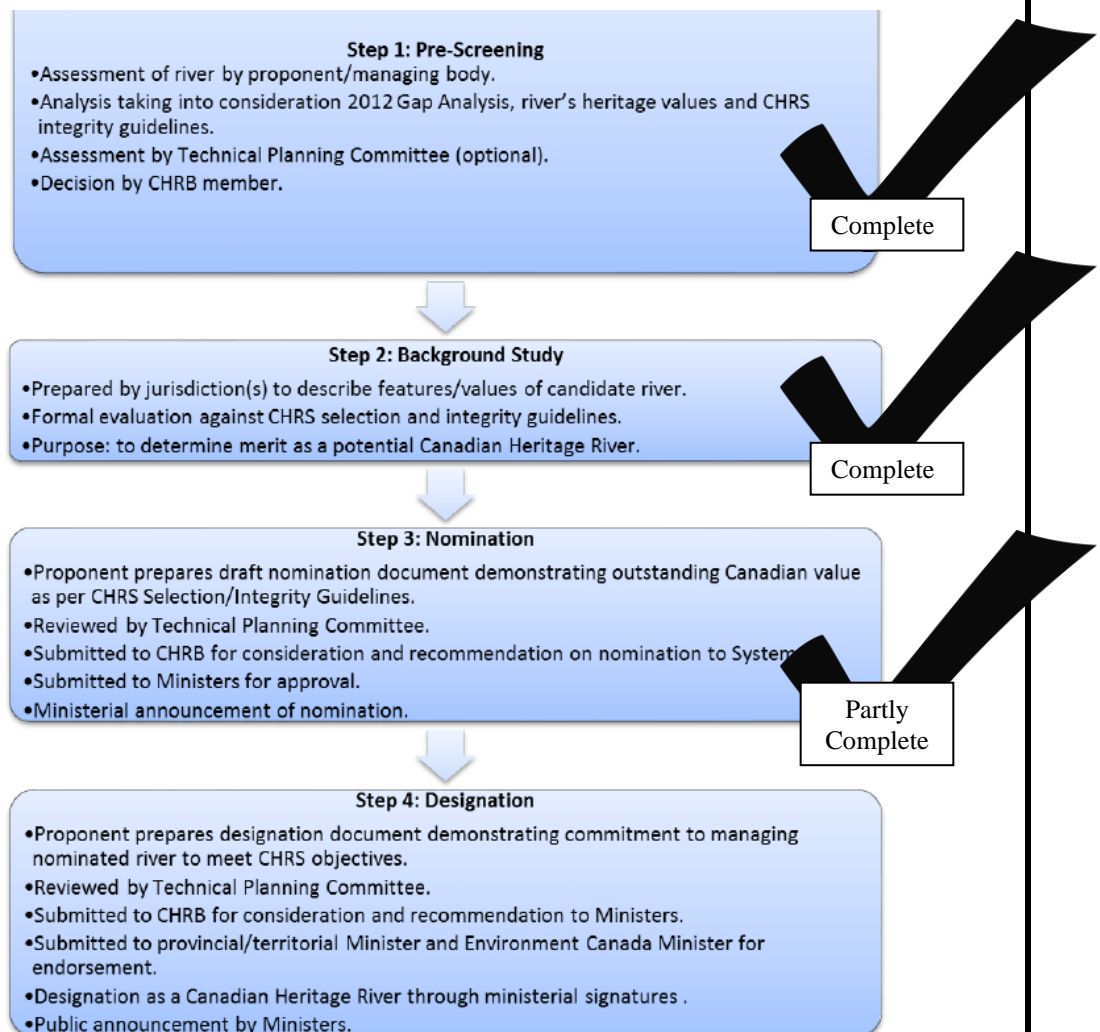 Step 1: Pre-Screening
•Assessment of river by proponent/managing body.
•Analysis taking into consideration 2012 Gap Analysis, river's heritage values and CHRS
integrity guidelines.
•Assessment by Technical Planning Committee (optional).
•Decision by CHRB member.
Complete
Step 2: Background Study
•Prepared by jurisdiction(s) to describe features/values of candidate river.
•Formal evaluation against CHRS selection and integrity guidelines.
•Purpose: to determine merit as a potential Canadian Heritage River.
Complete
Step 3: Nomination
•Proponent prepares draft nomination document demonstrating outstanding Canadian value
as per CHRS Selection/Integrity Guidelines.
•Reviewed by Technical Planning Committee.
•Submitted to CHRB for consideration and recommendation on nomination to System
•Submitted to Ministers for approval.
•Ministerial announcement of nomination.
Partly
Complete
Step 4: Designation
•Proponent prepares designation document demonstrating commitment to managing
nominated river to meet CHRS objectives.
•Reviewed by Technical Planning Committee.
•Submitted to CHRB for consideration and recommendation to Ministers.
•Submitted to provincial/territorial Minister and Environment Canada Minister for
endorsement.
•Designation as a Canadian Heritage River through ministerial signatures .
•Public announcement by Ministers.